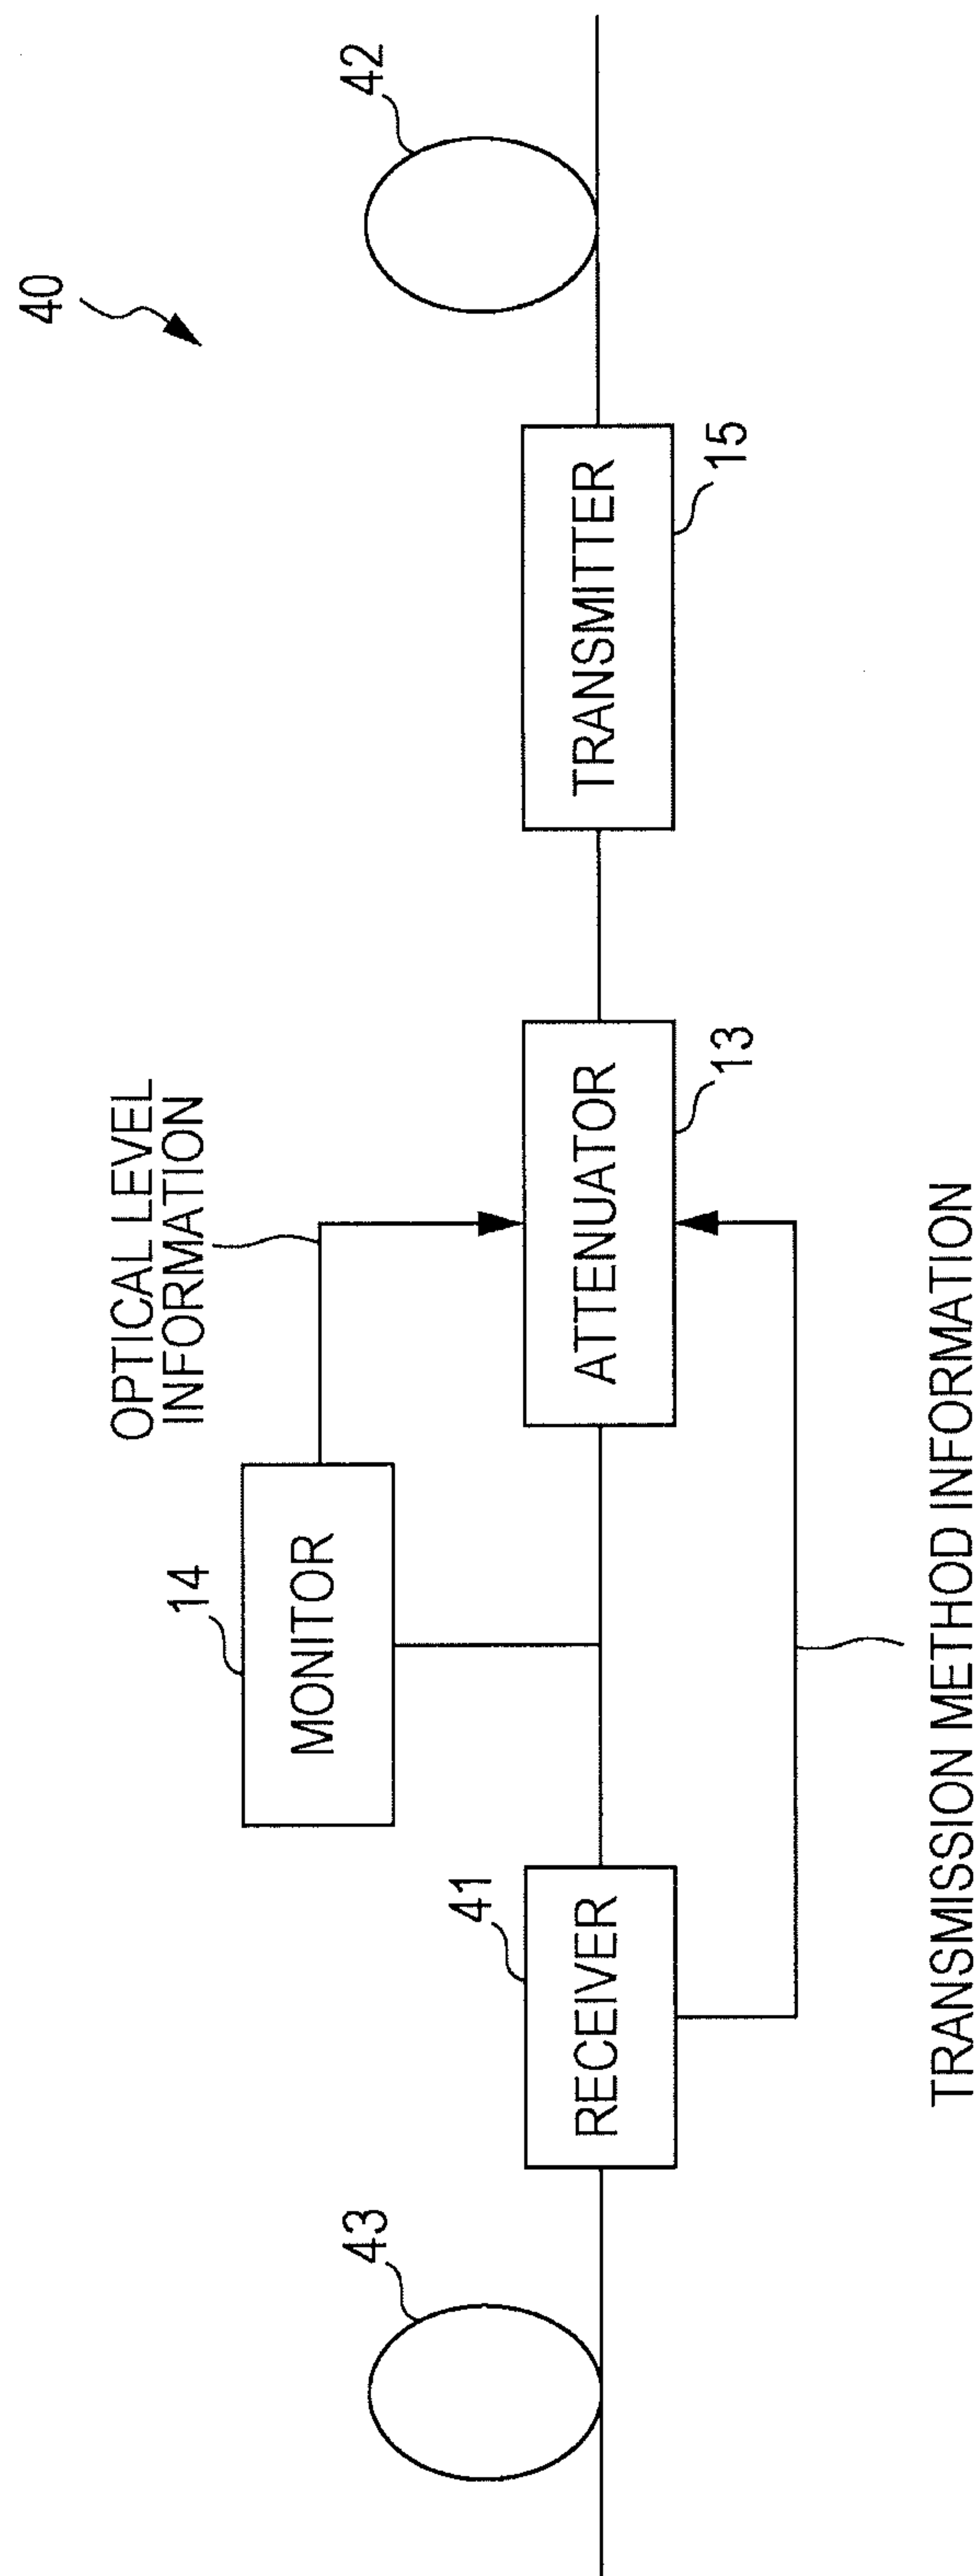 40
43
42
14
OPTICAL LEVEL
INFORMATION
MONITOR
41
RECEIVER
ATTENUATOR
13
TRANSMITTER
15
TRANSMISSION METHOD INFORMATION